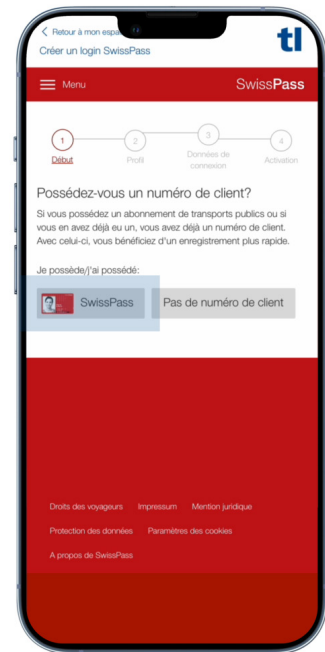 Retour à mon espa
tl
Créer un login SwissPass
Menu
SwissPass
1
2
3
4
Début
Profil
Données de
connexion
Activation
Possédez-vous un numéro de client?
Si vous possédez un abonnement de transports publics ou si
vous en avez déjà eu un, vous avez déjà un numéro de client.
Avec celui-ci, vous bénéficiez d'un enregistrement plus rapide.
Je possède/j'ai possédé:
SwissPass
Pas de numéro de client
Droits des voyageurs
Impressum
Mention juridique
Protection des données
Paramètres des cookies
A propos de SwissPass